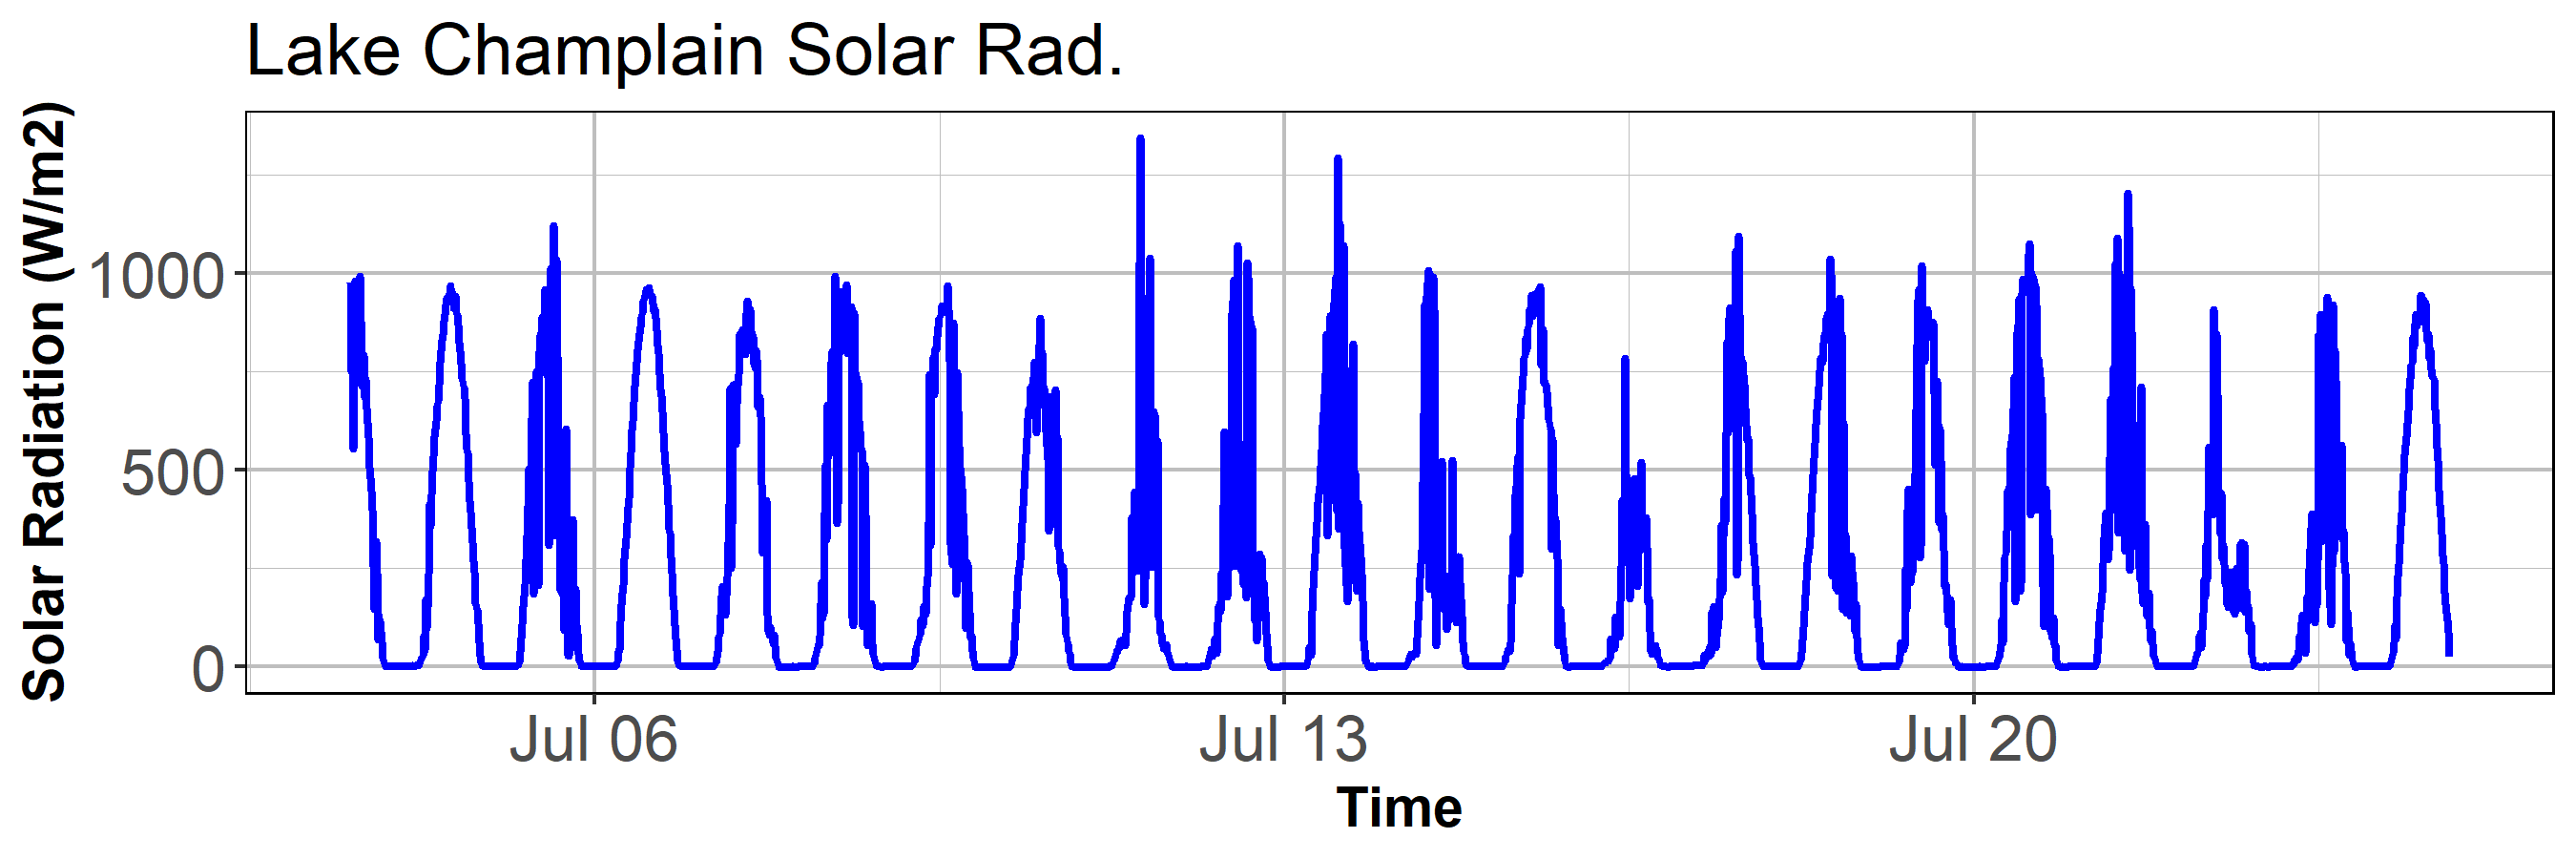 Lake Champlain Solar Rad.
Solar Radiation (W/m2)
1000
500
0
Jul 06 Jul 13 Jul 20
Time